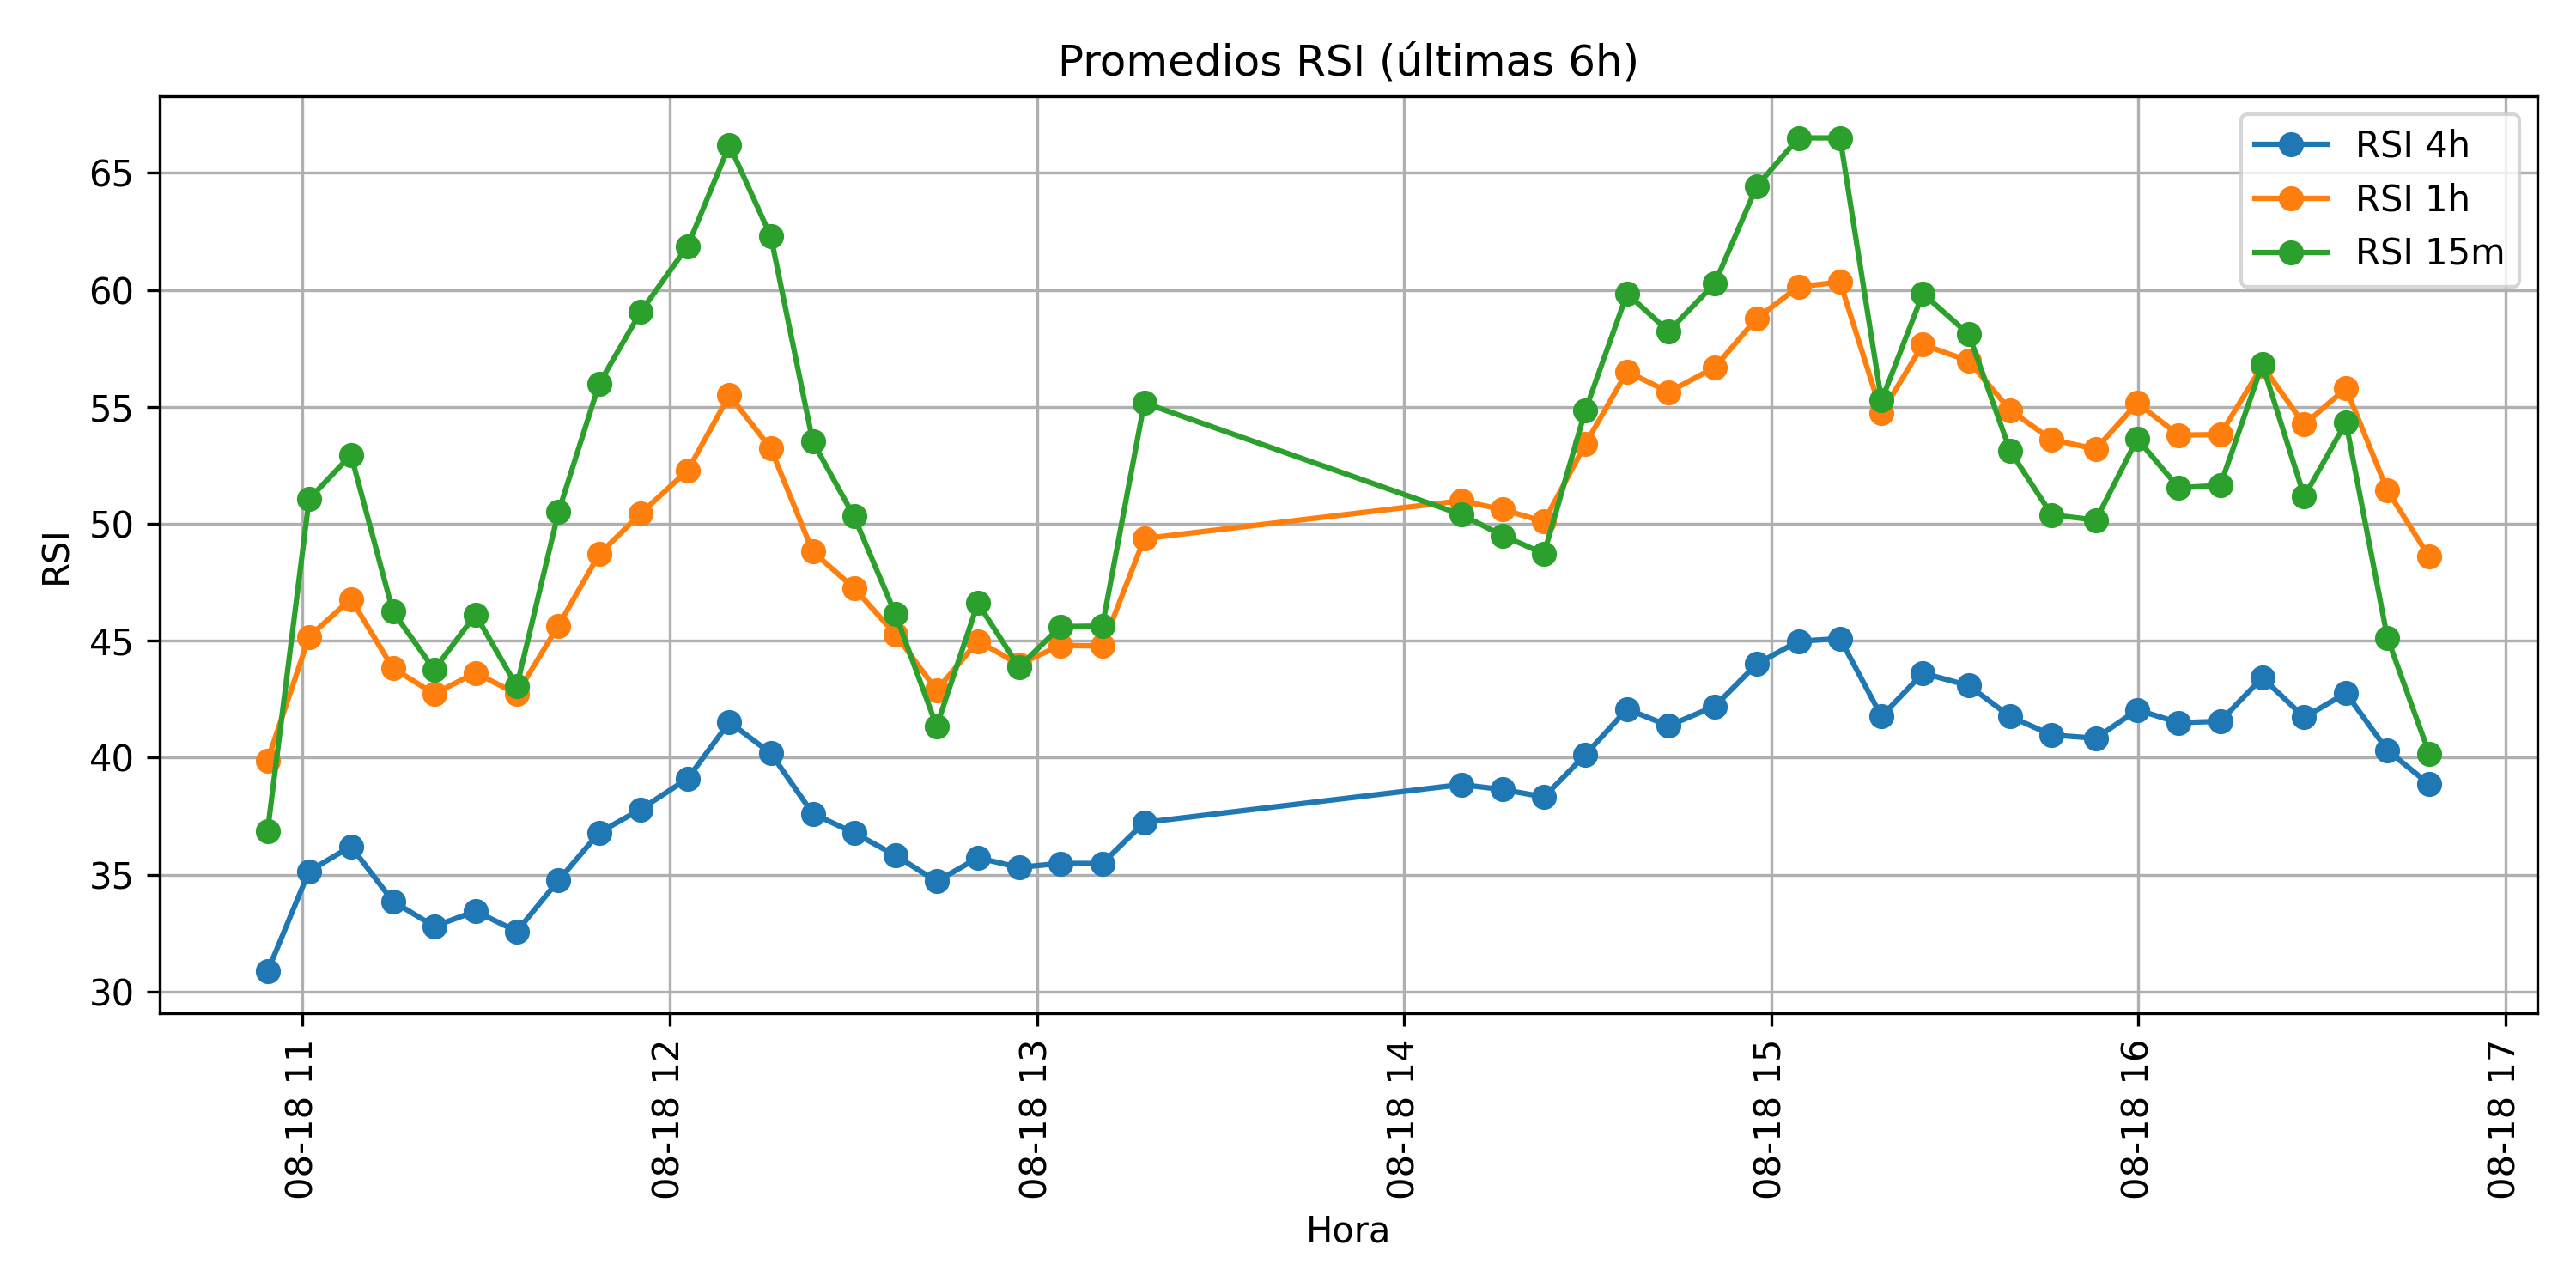 Promedios RSI (últimas 6h)
RSI 4h
RSI 1h
RSI 15m
65
60
55
50
45
40
35
30
RSI
08-18 11
08-18 12
08-18 13
08-18 14
08-18 15
08-18 16
08-18 17
Hora